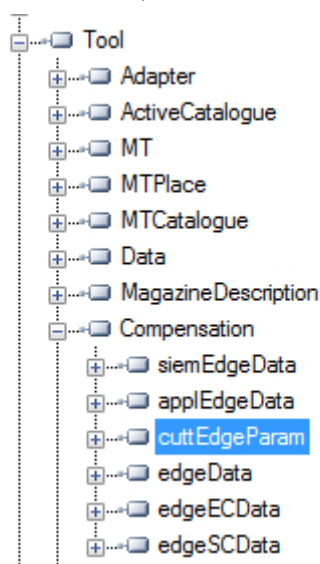 Tool
Adapter
ActiveCatalogue
MT
MTPlace
MTCatalogue
Data
MagazineDescription
Compensation
siemEdgeData
applEdgeData
cuttEdgeParam
edgeData
edgeECData
edgeSCData